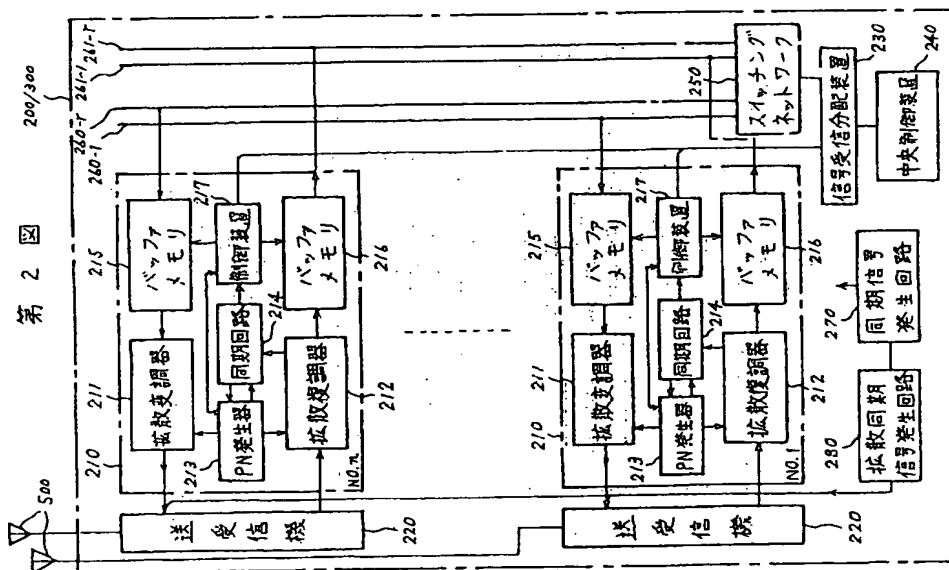 第 2 図
500
200/300
210
211
拡散変調器
215
バッファ
メモリ
260-1
260-r
261-1
261-r
213
PN発生器
同期回路
214
217
制御装置
拡散復調器
212
バッファ
メモリ
216
NO.n
送受信機
220
210
211
拡散変調器
215
バッファ
メモリ
213
PN発生器
同期回路
214
217
制御装置
拡散復調器
212
バッファ
メモリ
216
NO.1
送受信機
220
250
スイッチング
ネットワーク
信号受信分配装置
230
中央制御装置
240
280
拡散同期
信号発生回路
270
同期信号
発生回路